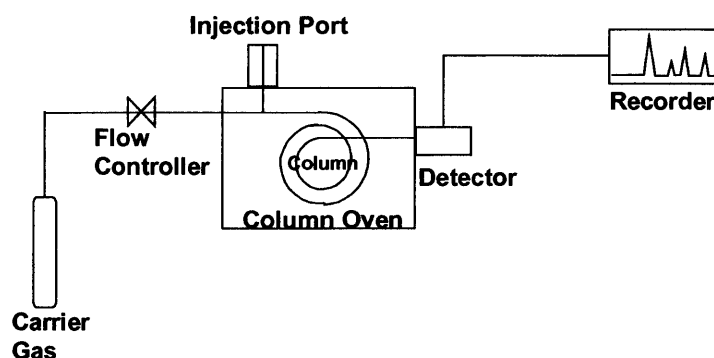 Injection Port
Recorder
Flow
Controller
Column
Detector
Column Oven
Carrier
Gas